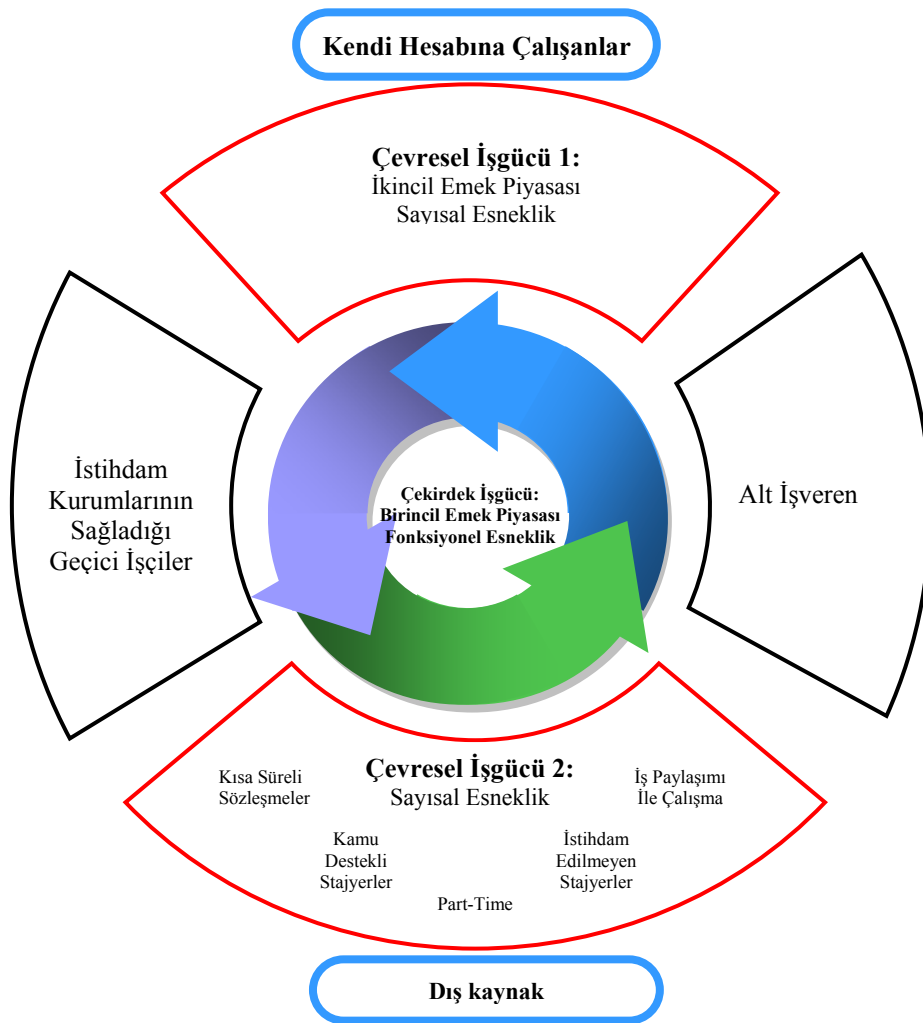 Kendi Hesabına Çalışanlar
Çevresel İşgücü 1:
İkincil Emek Piyasası
Sayısal Esneklik
İstihdam
Kurumlarının
Sağladığı
Geçici İşçiler
Çekirdek İşgücü:
Birincil Emek Piyasası
Fonksiyonel Esneklik
Alt İşveren
Çevresel İşgücü 2:
Sayısal Esneklik
Kısa Süreli
Sözleşmeler
İş Paylaşımı
İle Çalışma
Kamu
Destekli
Stajyerler
İstihdam
Edilmeyen
Stajyerler
Part-Time
Dış kaynak